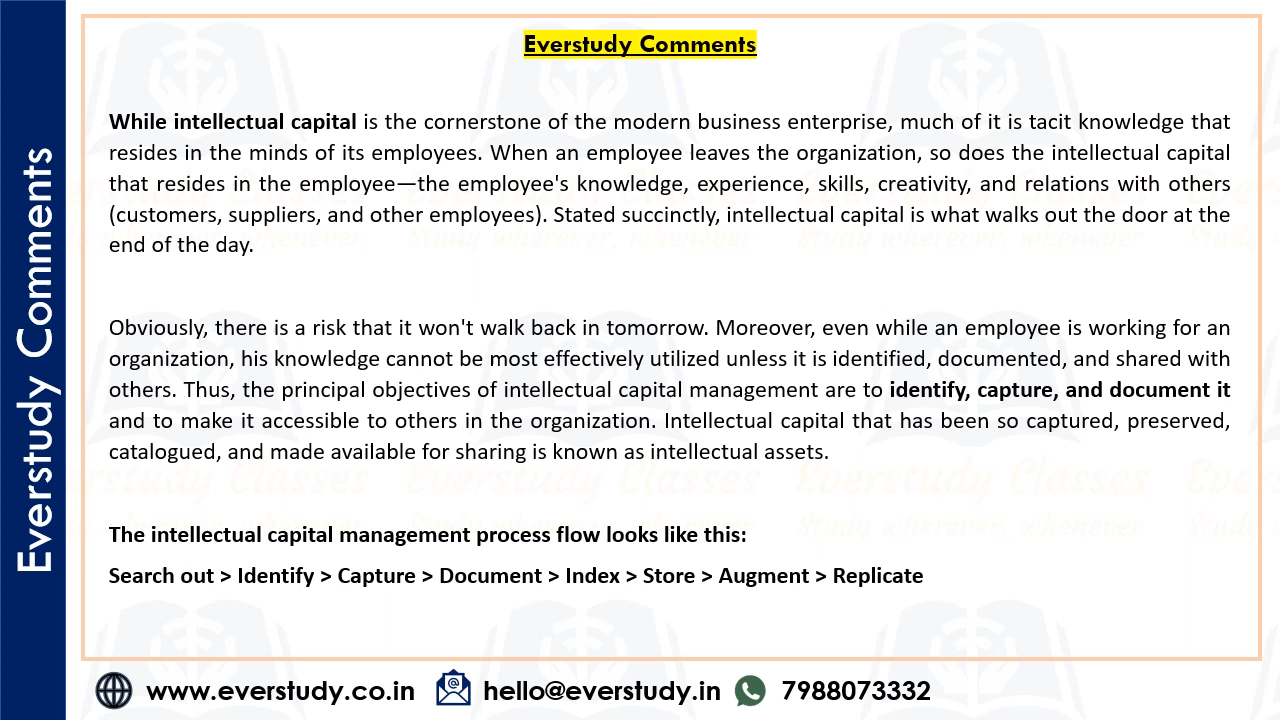 Everstudy Comments
Everstudy Comments
While intellectual capital is the cornerstone of the modern business enterprise, much of it is tacit knowledge that
resides in the minds of its employees. When an employee leaves the organization, so does the intellectual capital
that resides in the employee—the employee's knowledge, experience, skills, creativity, and relations with others
(customers, suppliers, and other employees). Stated succinctly, intellectual capital is what walks out the door at the
end of the day.
Obviously, there is a risk that it won't walk back in tomorrow. Moreover, even while an employee is working for an
organization, his knowledge cannot be most effectively utilized unless it is identified, documented, and shared with
others. Thus, the principal objectives of intellectual capital management are to identify, capture, and document it
and to make it accessible to others in the organization. Intellectual capital that has been so captured, preserved,
catalogued, and made available for sharing is known as intellectual assets.
The intellectual capital management process flow looks like this:
Search out > Identify > Capture > Document > Index > Store > Augment > Replicate
www.everstudy.co.in hello@everstudy.in 7988073332
Everstudy Classes
Study wherever, whenever